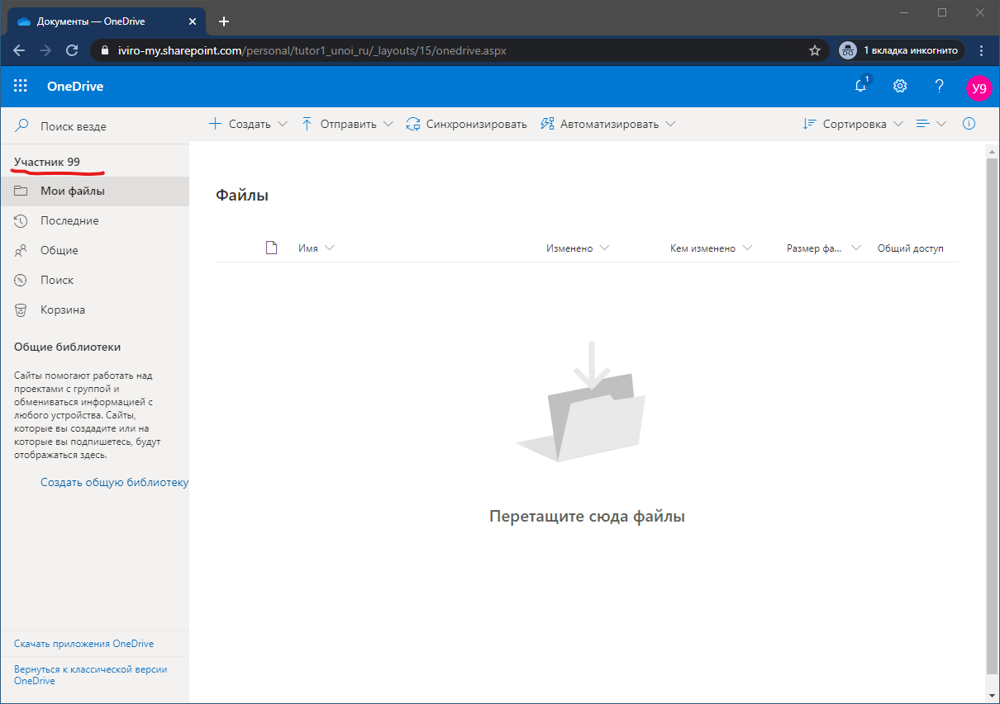 Документы — OneDrive
iviro-my.sharepoint.com/personal/tutor1_unoi_ru/_layouts/15/onedrive.aspx
1 вкладка инкогнито
OneDrive
1
У9
Поиск везде
Создать
Отправить
Синхронизировать
Автоматизировать
Сортировка
Участник 99
Мои файлы
Последние
Общие
Поиск
Корзина
Общие библиотеки
Сайты помогают работать над
проектами с группой и
обмениваться информацией с
любого устройства. Сайты,
которые вы создадите или на
которые вы подпишетесь, будут
отображаться здесь.
Создать общую библиотеку
Скачать приложения OneDrive
Вернуться к классической версии
OneDrive
Файлы
Имя
Изменено
Кем изменено
Размер фа...
Общий доступ
Перетащите сюда файлы